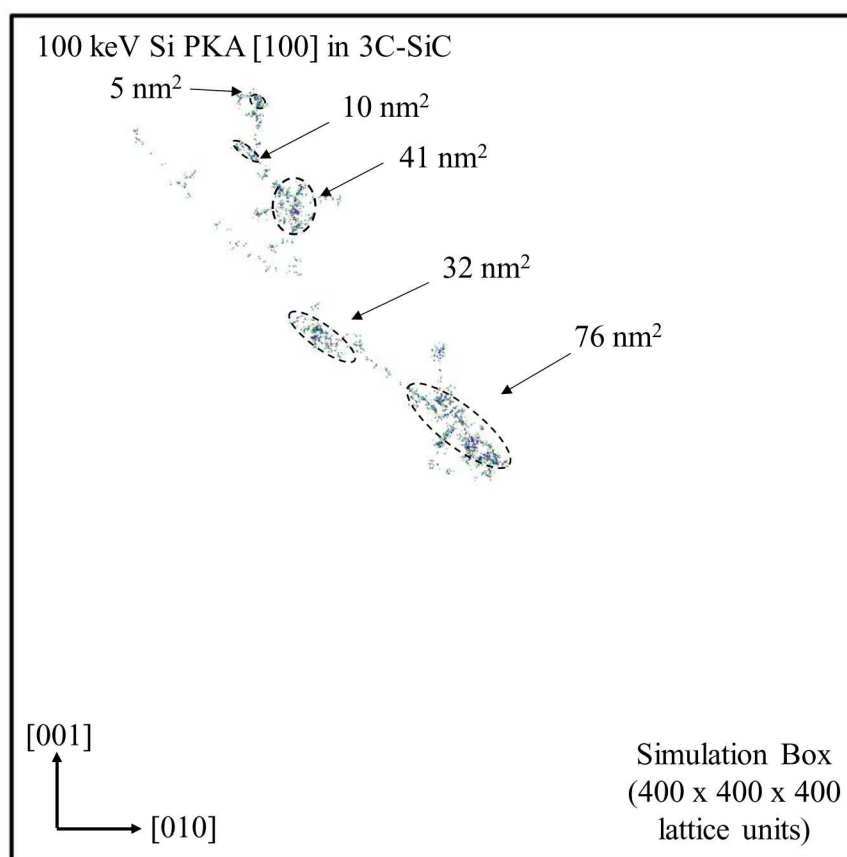 100 keV Si PKA [100] in 3C-SiC
5 nm²
10 nm²
41 nm²
32 nm²
76 nm²
[001]
[010]
Simulation Box
(400 x 400 x 400
lattice units)